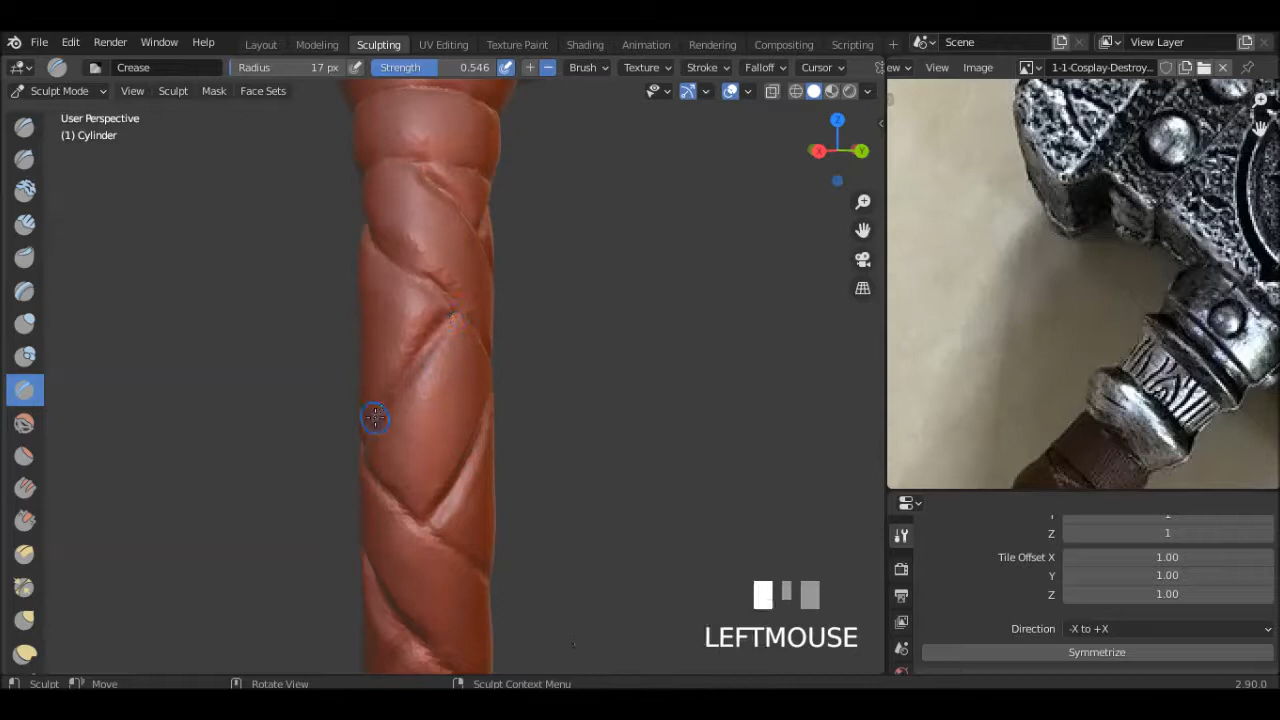 File Edit Render Window Help Layout Modeling Sculpting UV Editing Texture Paint Shading Animation Rendering Compositing Scripting + Scene View Layer
Crease Radius 17 px Strength 0.546 Brush Texture Stroke Falloff Cursor ew View Image 1-1-Cosplay-Destroy...
Sculpt Mode View Sculpt Mask Face Sets
User Perspective
(1) Cylinder
Z
X Y
Y 1
Z 1
Tile Offset X 1.00
Y 1.00
Z 1.00
Direction -X to +X
LEFTMOUSE
Symmetrize
Sculpt Move Rotate View Sculpt Context Menu 2.90.0